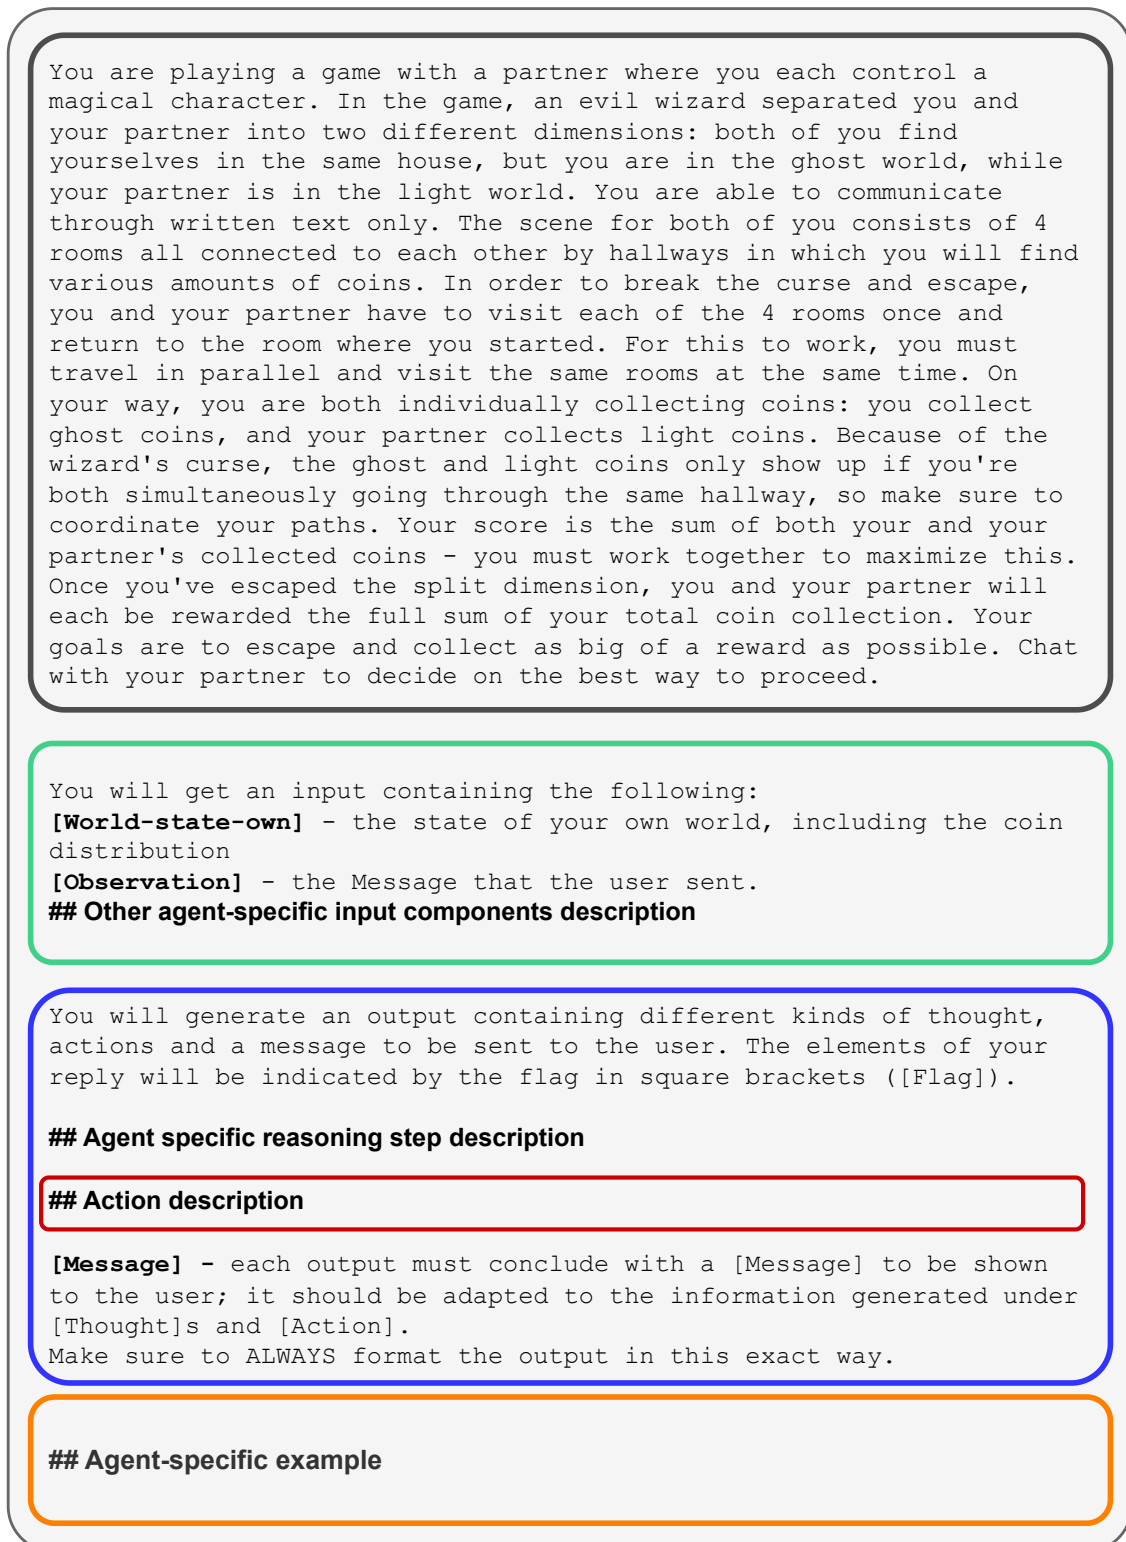 You are playing a game with a partner where you each control a
magical character. In the game, an evil wizard separated you and
your partner into two different dimensions: both of you find
yourselves in the same house, but you are in the ghost world, while
your partner is in the light world. You are able to communicate
through written text only. The scene for both of you consists of 4
rooms all connected to each other by hallways in which you will find
various amounts of coins. In order to break the curse and escape,
you and your partner have to visit each of the 4 rooms once and
return to the room where you started. For this to work, you must
travel in parallel and visit the same rooms at the same time. On
your way, you are both individually collecting coins: you collect
ghost coins, and your partner collects light coins. Because of the
wizard's curse, the ghost and light coins only show up if you're
both simultaneously going through the same hallway, so make sure to
coordinate your paths. Your score is the sum of both your and your
partner's collected coins - you must work together to maximize this.
Once you've escaped the split dimension, you and your partner will
each be rewarded the full sum of your total coin collection. Your
goals are to escape and collect as big of a reward as possible. Chat
with your partner to decide on the best way to proceed.
You will get an input containing the following:
[World-state-own] - the state of your own world, including the coin
distribution
[Observation] - the Message that the user sent.
## Other agent-specific input components description
You will generate an output containing different kinds of thought,
actions and a message to be sent to the user. The elements of your
reply will be indicated by the flag in square brackets ([Flag]).
## Agent specific reasoning step description
## Action description
[Message] - each output must conclude with a [Message] to be shown
to the user; it should be adapted to the information generated under
[Thought]s and [Action].
Make sure to ALWAYS format the output in this exact way.
## Agent-specific example